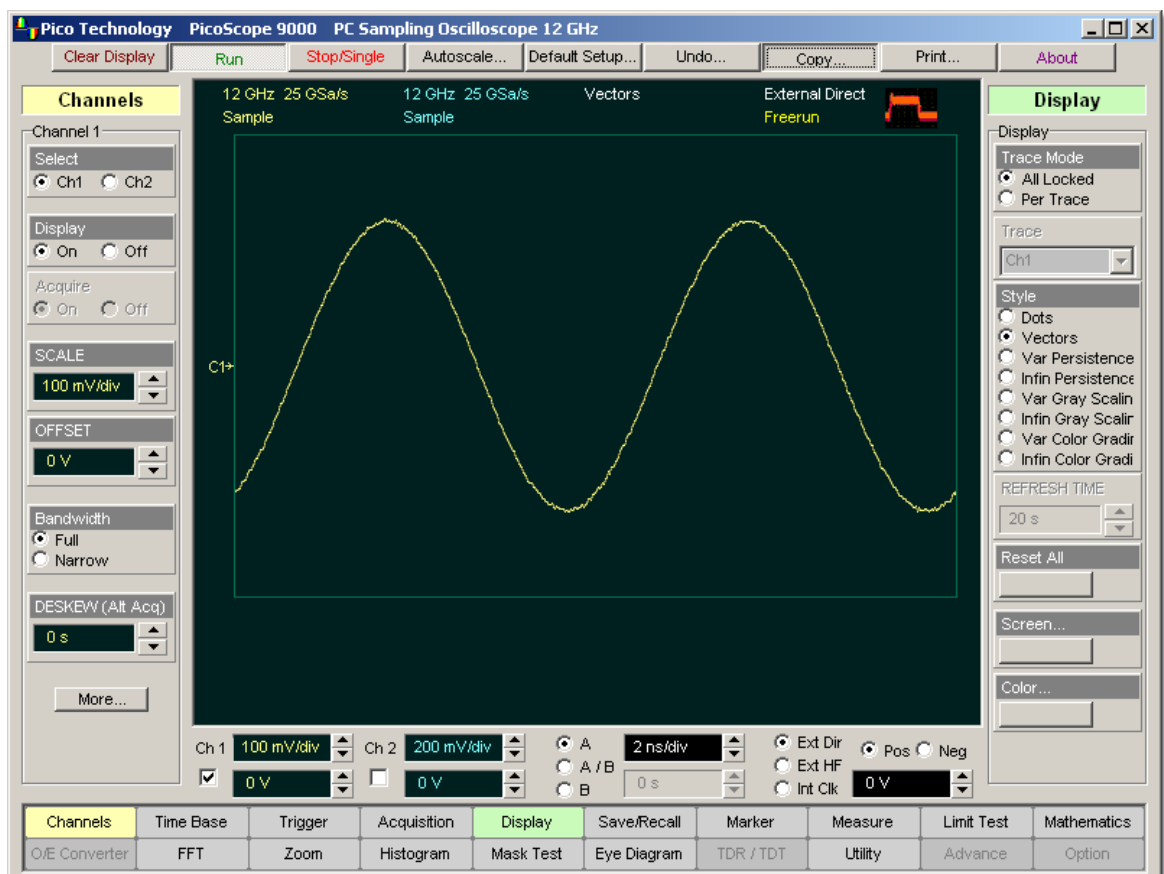 Pico Technology PicoScope 9000 PC Sampling Oscilloscope 12 GHz
Clear Display Run Stop/Single Autoscale... Default Setup... Undo... Copy... Print... About
Channels
Channel 1
Select
Ch1 Ch2
Display
On Off
Acquire
On Off
SCALE
100 mV/div
OFFSET
0 V
Bandwidth
Full
Narrow
DESKEW (Alt Acq)
0 s
More...
12 GHz 25 GSa/s 12 GHz 25 GSa/s Vectors External Direct
Sample Sample Freerun
C1
Display
Display
Trace Mode
All Locked
Per Trace
Trace
Ch1
Style
Dots
Vectors
Var Persistence
Infin Persistence
Var Gray Scalin
Infin Gray Scalin
Var Color Gradin
Infin Color Gradi
REFRESH TIME
20 s
Reset All
Screen...
Color...
Ch 1 100 mV/div Ch 2 200 mV/div A 2 ns/div Ext Dir Pos Neg
A / B Ext HF
0 V 0 V B 0 s Int Clk 0 V
Channels Time Base Trigger Acquisition Display Save/Recall Marker Measure Limit Test Mathematics
O/E Converter FFT Zoom Histogram Mask Test Eye Diagram TDR / TDT Utility Advance Option